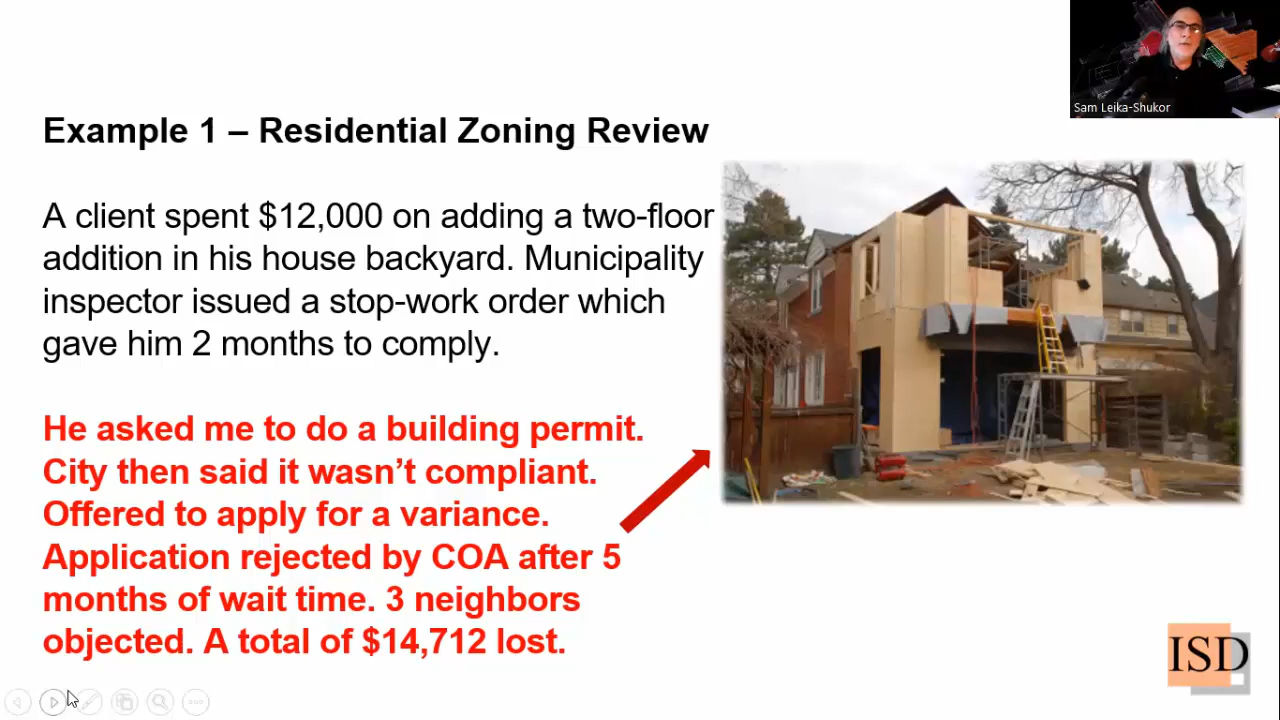 Sam Leika-Shukor
Example 1 – Residential Zoning Review
A client spent $12,000 on adding a two-floor
addition in his house backyard. Municipality
inspector issued a stop-work order which
gave him 2 months to comply.
He asked me to do a building permit.
City then said it wasn't compliant.
Offered to apply for a variance.
Application rejected by COA after 5
months of wait time. 3 neighbors
objected. A total of $14,712 lost.
ISD